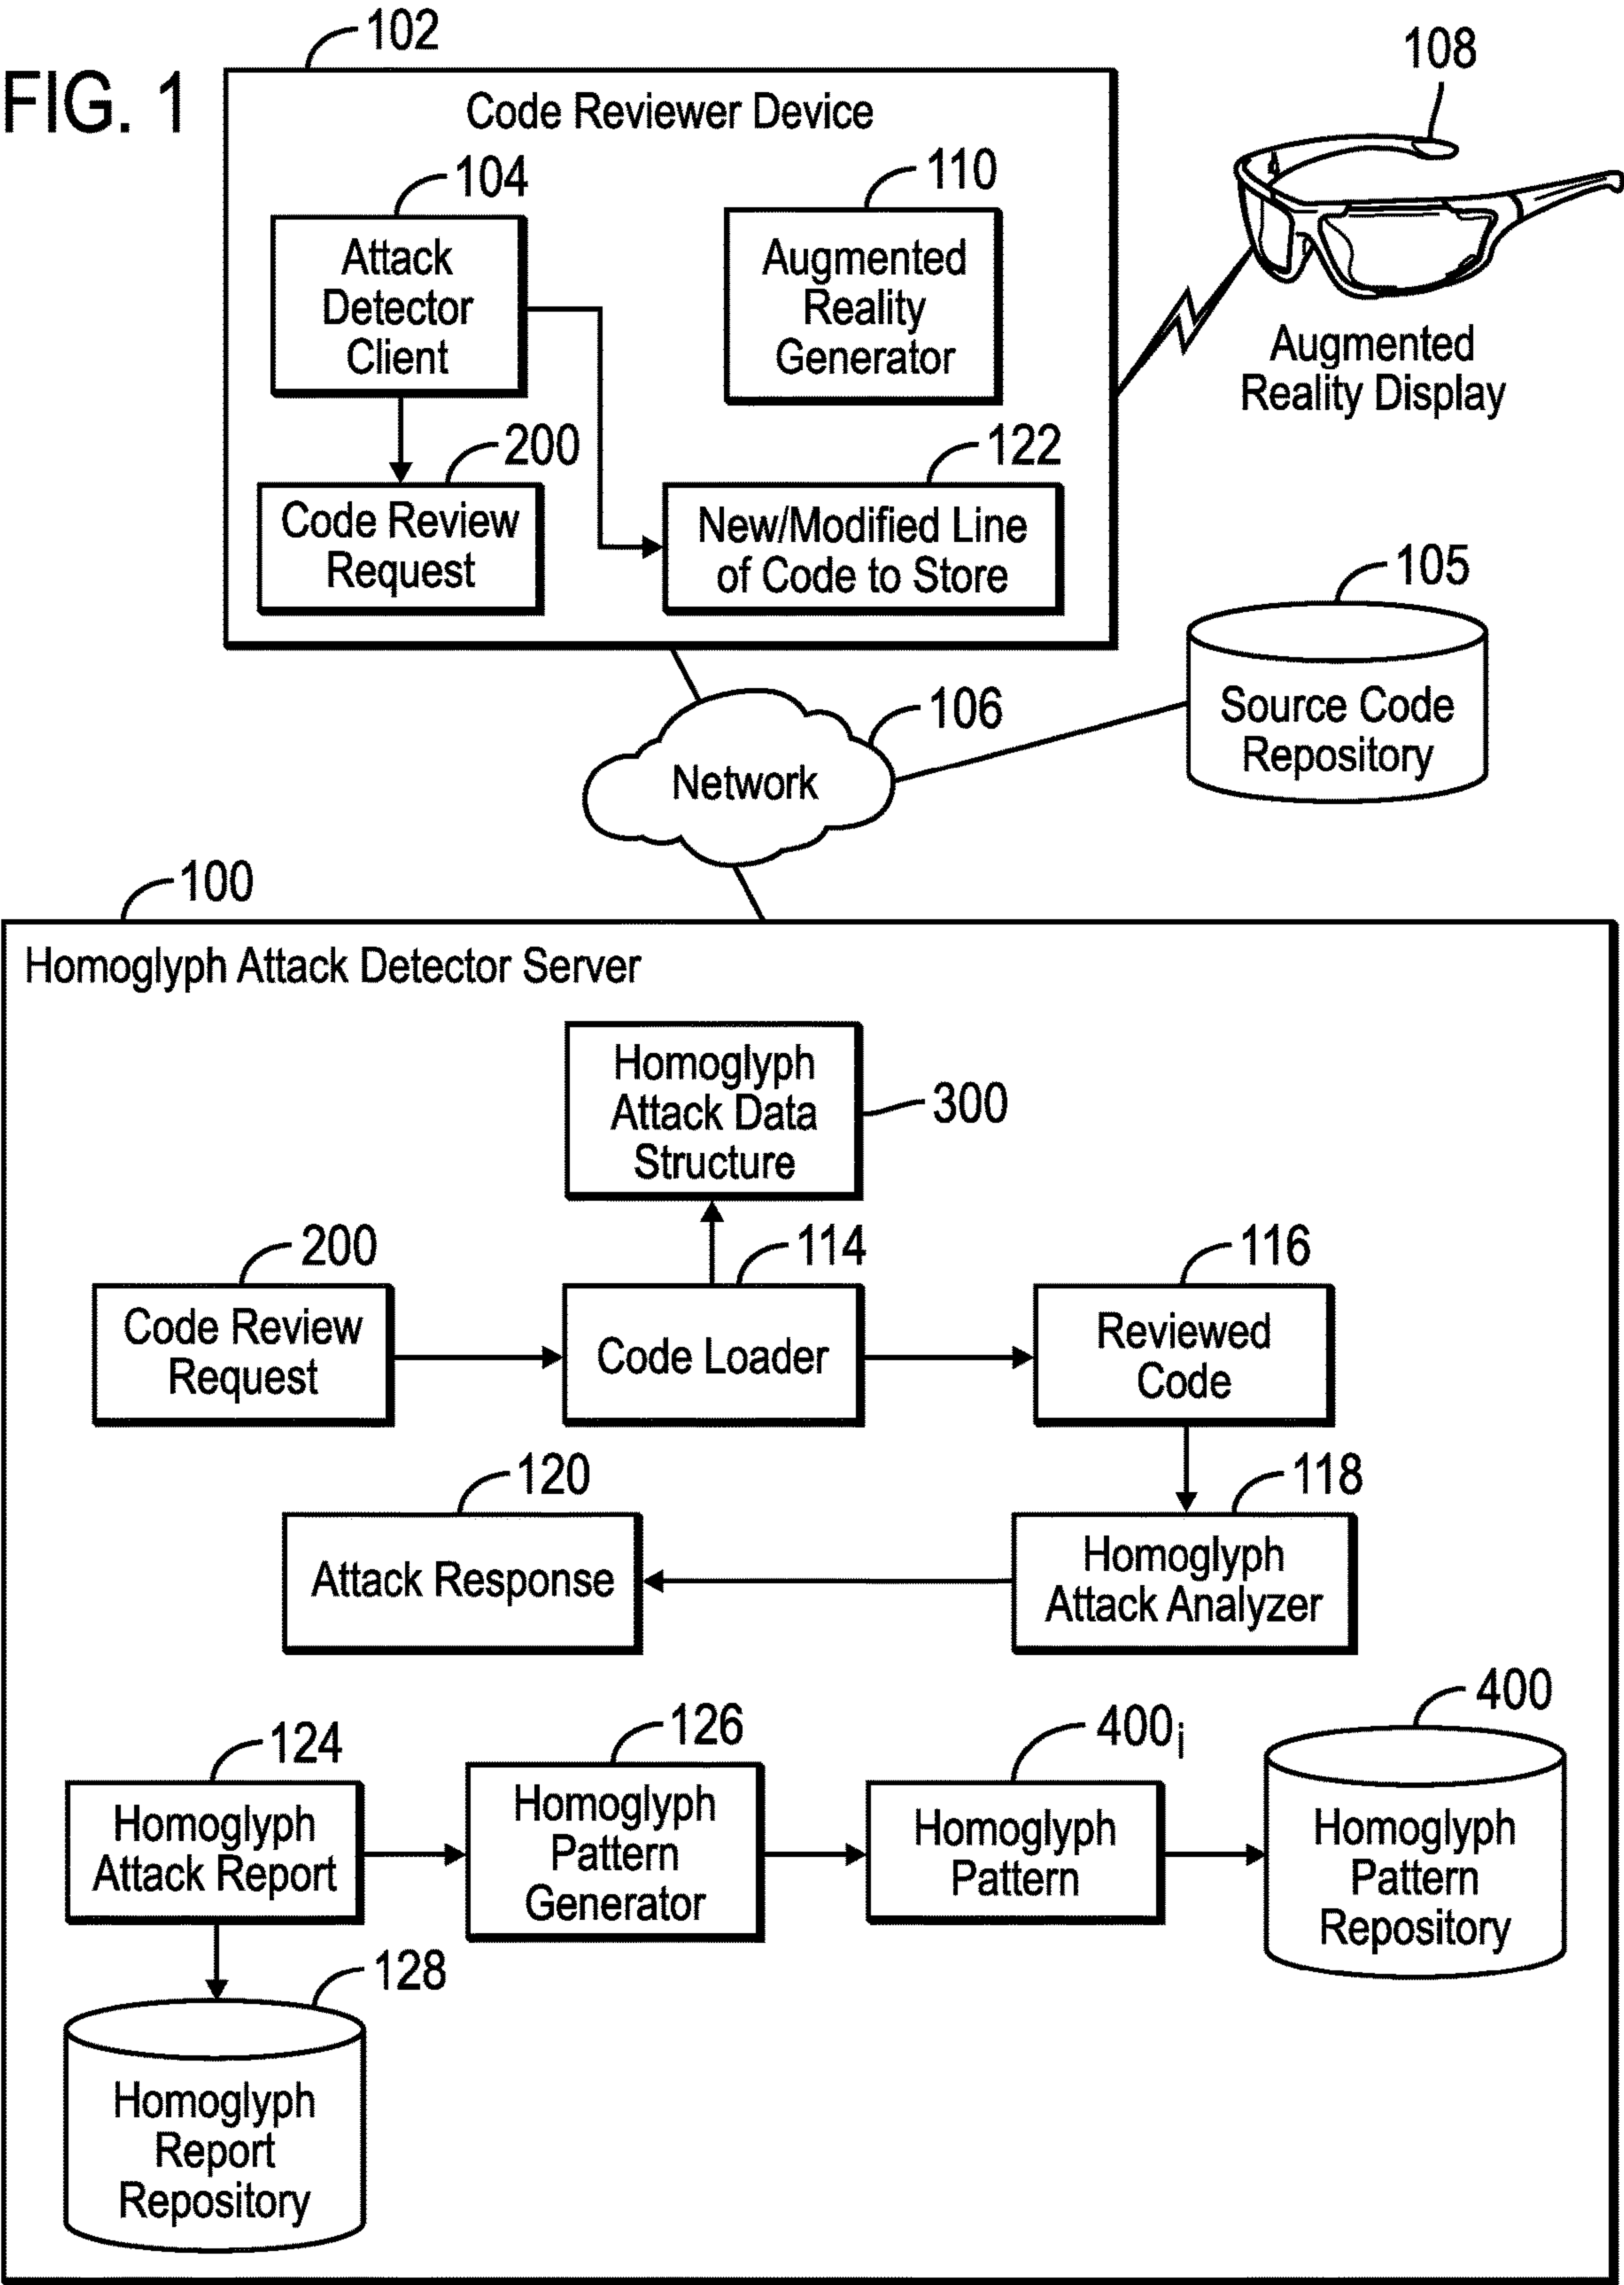 FIG. 1
102
Code Reviewer Device
104
Attack
Detector
Client
110
Augmented
Reality
Generator
108
Augmented
Reality Display
200
Code Review
Request
122
New/Modified Line
of Code to Store
105
Source Code
Repository
106
Network
100
Homoglyph Attack Detector Server
Homoglyph
Attack Data
Structure
300
200
Code Review
Request
114
Code Loader
116
Reviewed
Code
120
Attack Response
118
Homoglyph
Attack Analyzer
124
Homoglyph
Attack Report
126
Homoglyph
Pattern
Generator
400i
Homoglyph
Pattern
400
Homoglyph
Pattern
Repository
128
Homoglyph
Report
Repository